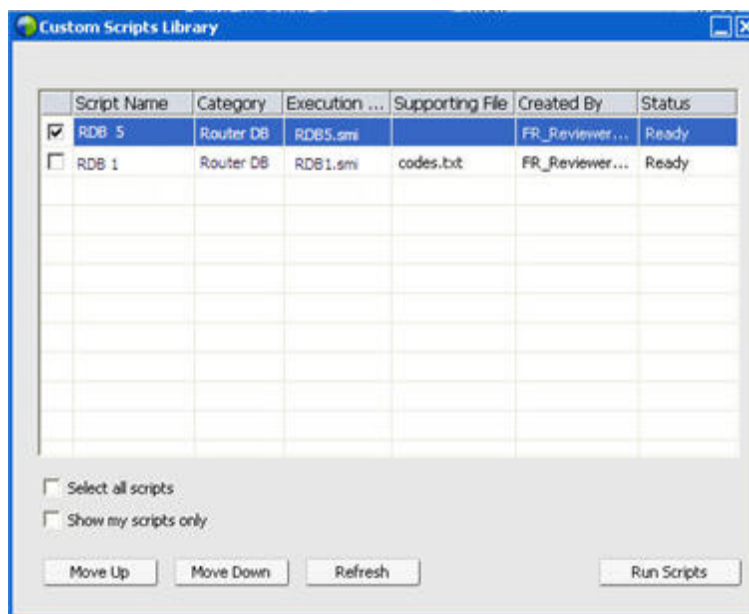 Custom Scripts Library
Script Name Category Execution ... Supporting File Created By Status
RDB 5 Router DB RDB5.smi FR_Reviewer... Ready
RDB 1 Router DB RDB1.smi codes.txt FR_Reviewer... Ready
Select all scripts
Show my scripts only
Move Up Move Down Refresh Run Scripts